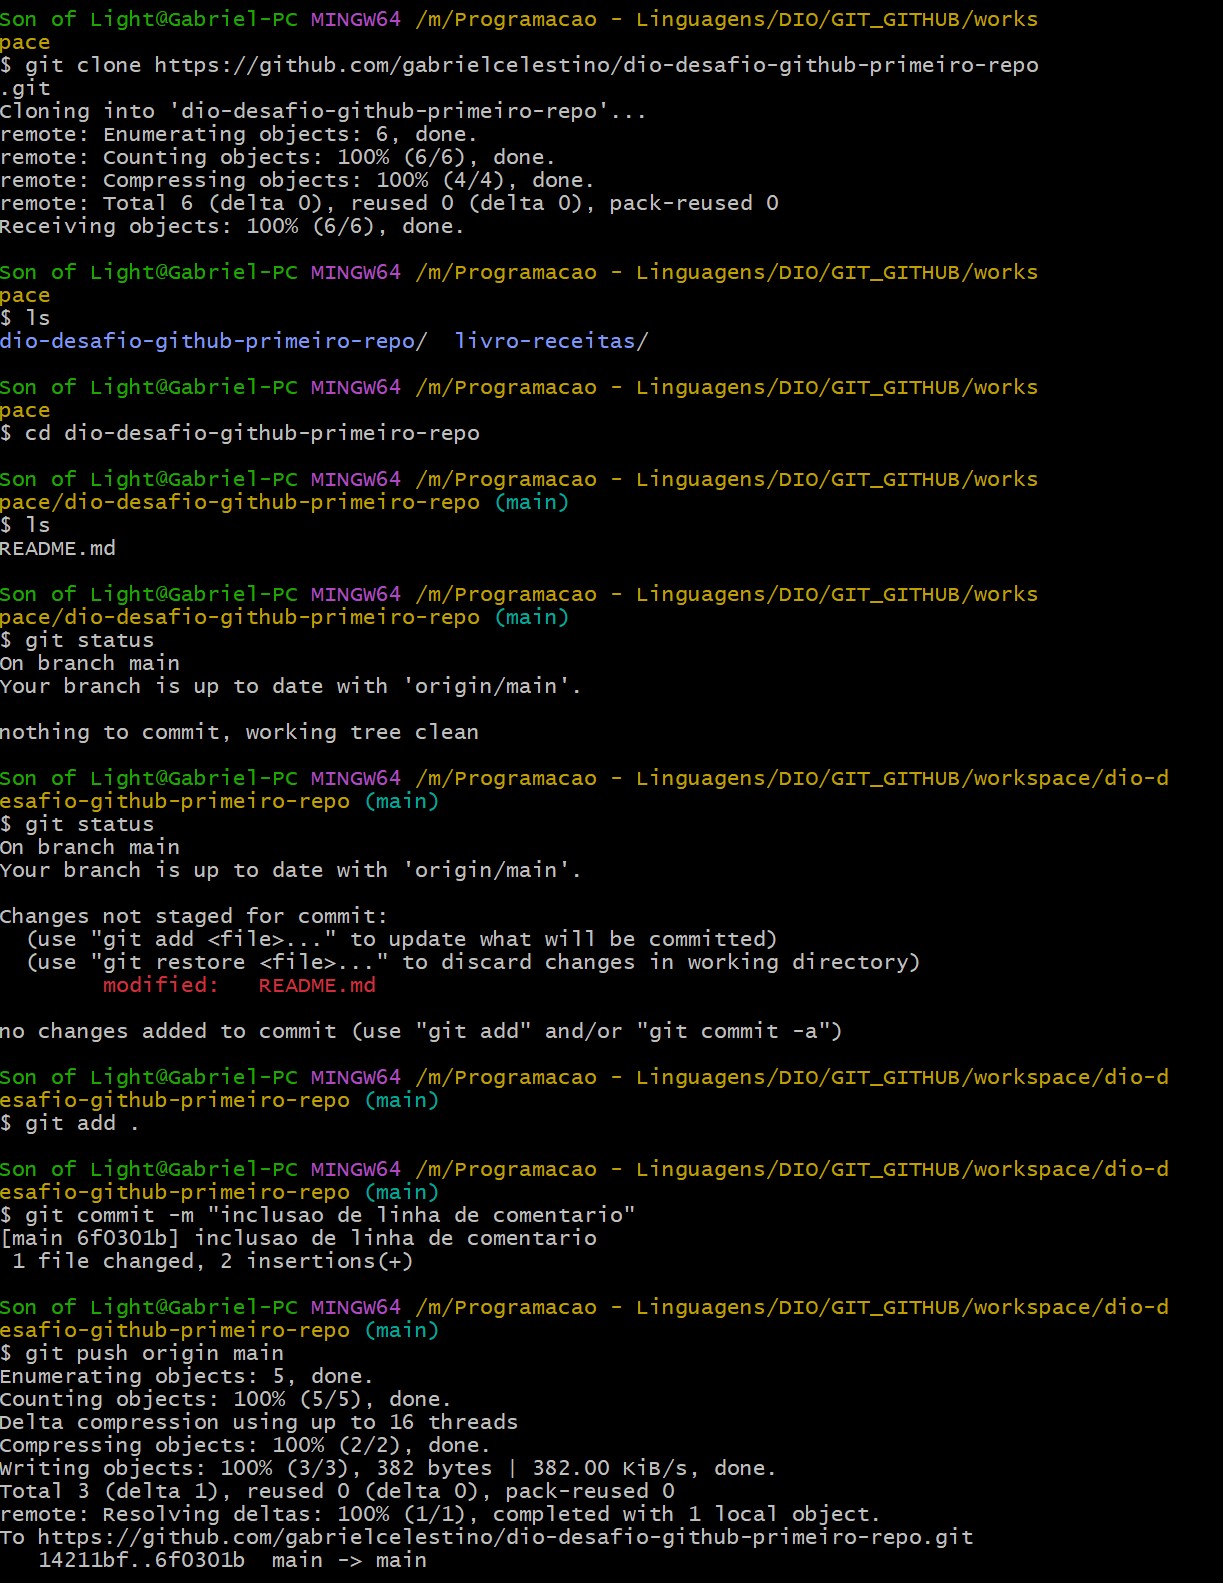 Son of Light@Gabriel-PC MINGW64 /m/Programacao - Linguagens/DIO/GIT_GITHUB/works
pace
$ git clone https://github.com/gabrielcelestino/dio-desafio-github-primeiro-repo
.git
Cloning into 'dio-desafio-github-primeiro-repo'...
remote: Enumerating objects: 6, done.
remote: Counting objects: 100% (6/6), done.
remote: Compressing objects: 100% (4/4), done.
remote: Total 6 (delta 0), reused 0 (delta 0), pack-reused 0
Receiving objects: 100% (6/6), done.

Son of Light@Gabriel-PC MINGW64 /m/Programacao - Linguagens/DIO/GIT_GITHUB/works
pace
$ ls
dio-desafio-github-primeiro-repo/  livro-receitas/

Son of Light@Gabriel-PC MINGW64 /m/Programacao - Linguagens/DIO/GIT_GITHUB/works
pace
$ cd dio-desafio-github-primeiro-repo

Son of Light@Gabriel-PC MINGW64 /m/Programacao - Linguagens/DIO/GIT_GITHUB/works
pace/dio-desafio-github-primeiro-repo (main)
$ ls
README.md

Son of Light@Gabriel-PC MINGW64 /m/Programacao - Linguagens/DIO/GIT_GITHUB/works
pace/dio-desafio-github-primeiro-repo (main)
$ git status
On branch main
Your branch is up to date with 'origin/main'.

nothing to commit, working tree clean

Son of Light@Gabriel-PC MINGW64 /m/Programacao - Linguagens/DIO/GIT_GITHUB/workspace/dio-d
esafio-github-primeiro-repo (main)
$ git status
On branch main
Your branch is up to date with 'origin/main'.

Changes not staged for commit:
  (use "git add <file>..." to update what will be committed)
  (use "git restore <file>..." to discard changes in working directory)
        modified:   README.md

no changes added to commit (use "git add" and/or "git commit -a")

Son of Light@Gabriel-PC MINGW64 /m/Programacao - Linguagens/DIO/GIT_GITHUB/workspace/dio-d
esafio-github-primeiro-repo (main)
$ git add .

Son of Light@Gabriel-PC MINGW64 /m/Programacao - Linguagens/DIO/GIT_GITHUB/workspace/dio-d
esafio-github-primeiro-repo (main)
$ git commit -m "inclusao de linha de comentario"
[main 6f0301b] inclusao de linha de comentario
 1 file changed, 2 insertions(+)

Son of Light@Gabriel-PC MINGW64 /m/Programacao - Linguagens/DIO/GIT_GITHUB/workspace/dio-d
esafio-github-primeiro-repo (main)
$ git push origin main
Enumerating objects: 5, done.
Counting objects: 100% (5/5), done.
Delta compression using up to 16 threads
Compressing objects: 100% (2/2), done.
Writing objects: 100% (3/3), 382 bytes | 382.00 KiB/s, done.
Total 3 (delta 1), reused 0 (delta 0), pack-reused 0
remote: Resolving deltas: 100% (1/1), completed with 1 local object.
To https://github.com/gabrielcelestino/dio-desafio-github-primeiro-repo.git
   14211bf..6f0301b  main -> main